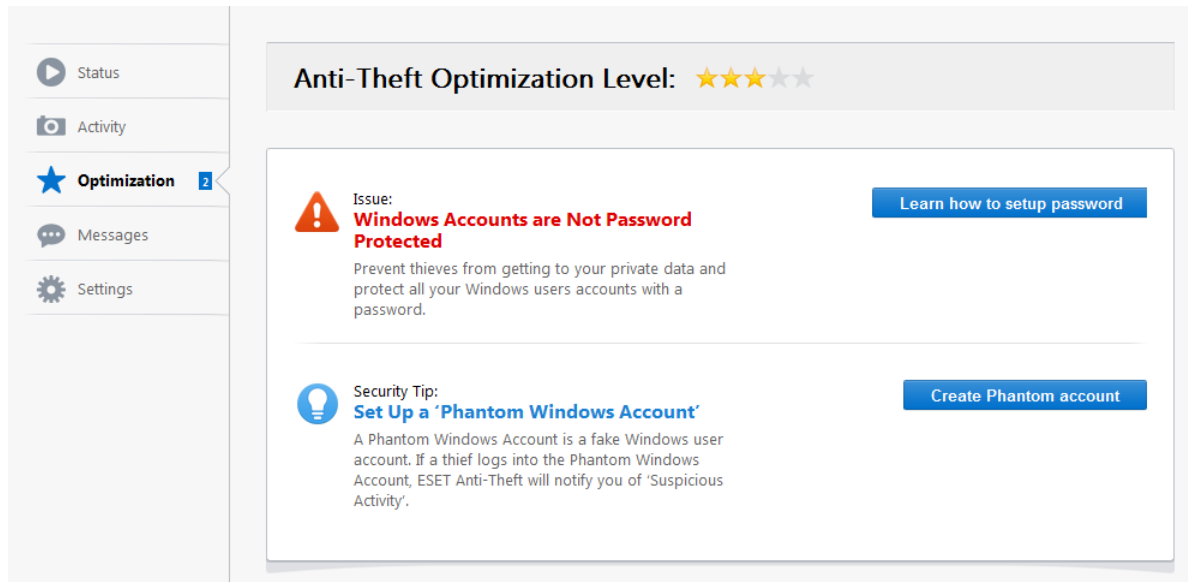 Status
Activity
Optimization 2
Messages
Settings
Anti-Theft Optimization Level:
Issue:
Windows Accounts are Not Password
Protected
Prevent thieves from getting to your private data and
protect all your Windows users accounts with a
password.
Learn how to setup password
Security Tip:
Set Up a ‘Phantom Windows Account’
A Phantom Windows Account is a fake Windows user
account. If a thief logs into the Phantom Windows
Account, ESET Anti-Theft will notify you of ‘Suspicious
Activity’.
Create Phantom account